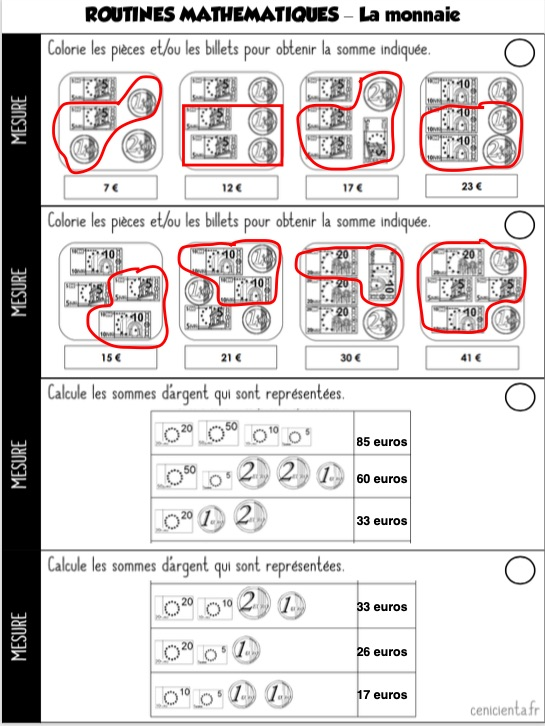 ROUTINES MATHEMATIQUES – La monnaie
MESURE
Colorie les pièces et/ou les billets pour obtenir la somme indiquée.
7 €
12 €
17 €
23 €
MESURE
Colorie les pièces et/ou les billets pour obtenir la somme indiquée.
15 €
21 €
30 €
41 €
MESURE
Calcule les sommes d'argent qui sont représentées.
20 50 10 5 85 euros
50 5 2 2 1 60 euros
20 1 2 33 euros
MESURE
Calcule les sommes d'argent qui sont représentées.
20 10 2 1 33 euros
20 5 1 26 euros
10 5 1 1 17 euros
cenicienta.fr